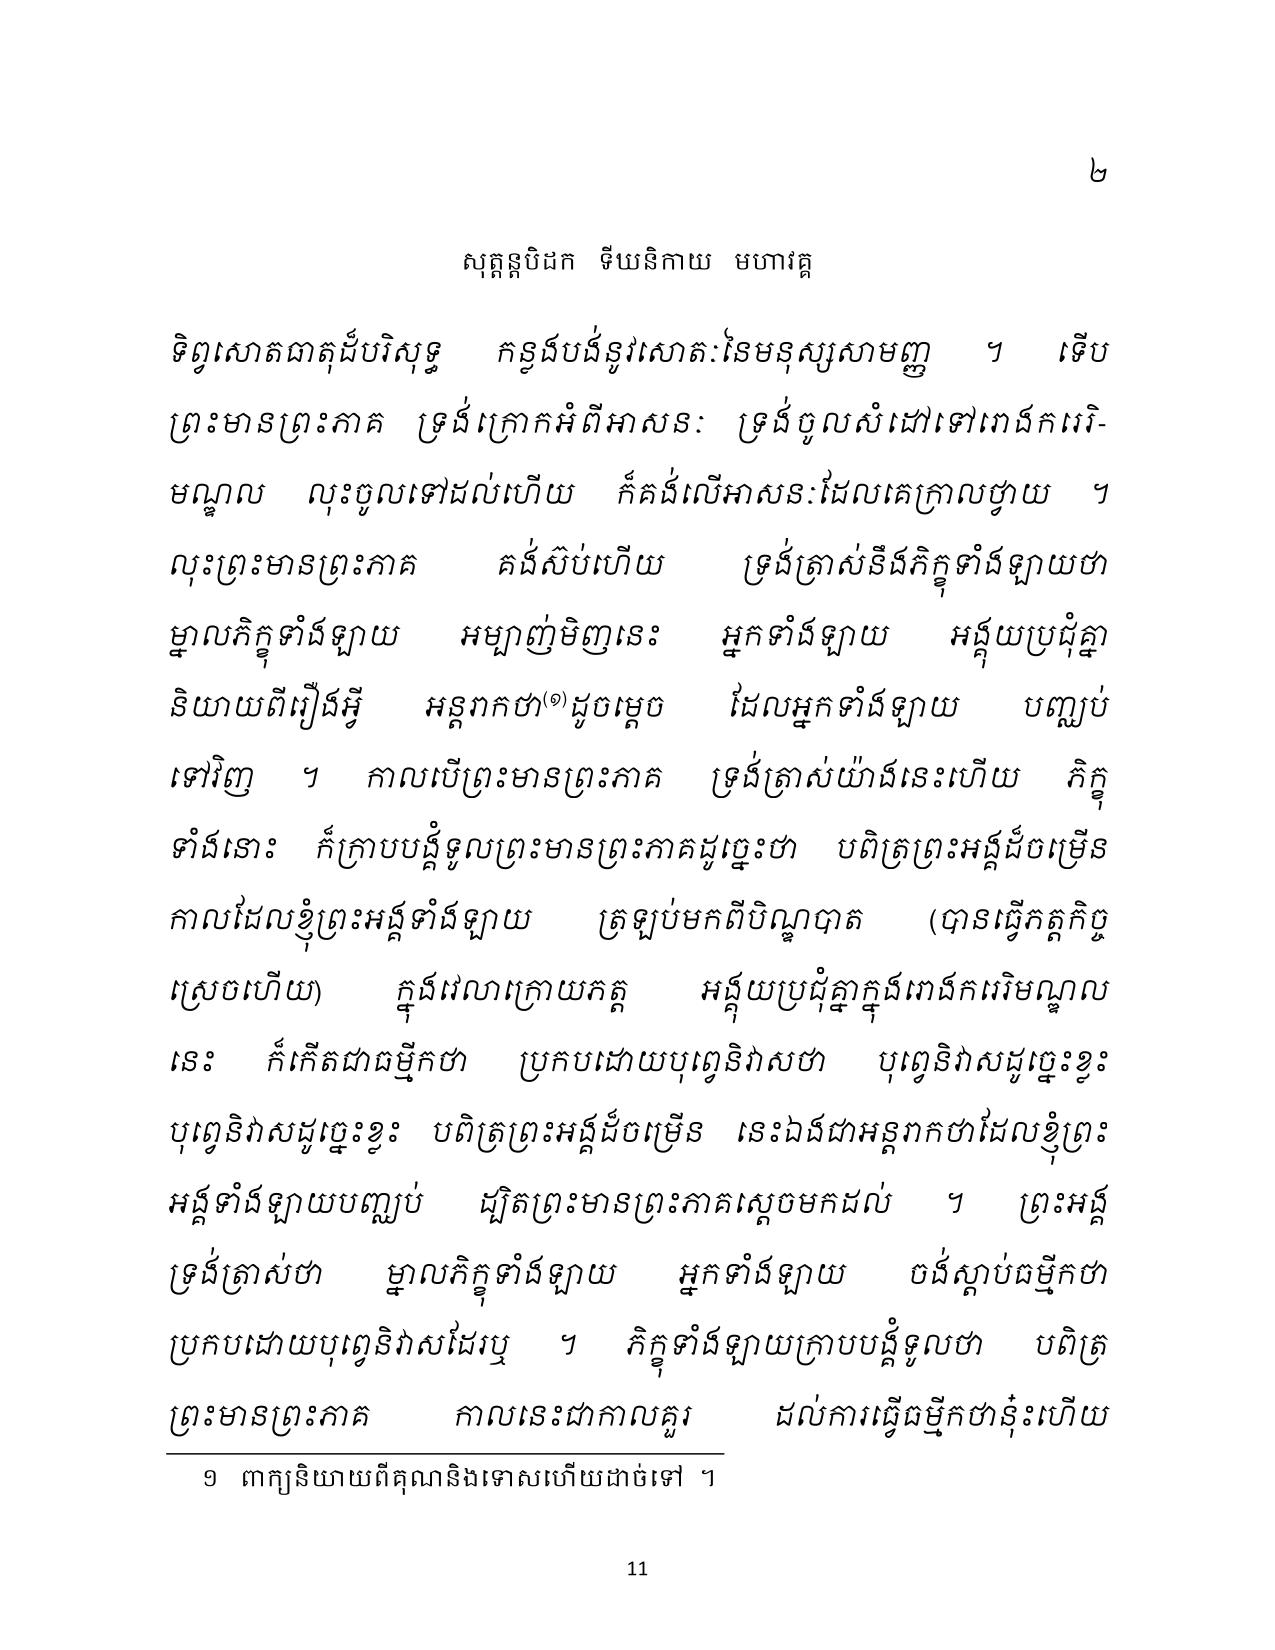 ២
សុត្តន្តបិដក ទីឃនិកាយ មហាវគ្គ
ទិព្វសោតធាតុដ៏បរិសុទ្ធ កន្លងបង់នូវសោតៈនៃមនុស្សសាមញ្ញ ។ ទើប
ព្រះមានព្រះភាគ ទ្រង់ក្រោកអំពីអាសនៈ ទ្រង់ចូលសំដៅទៅរោងករេរិ-
មណ្ឌល លុះចូលទៅដល់ហើយ ក៏គង់លើអាសនៈដែលគេក្រាលថ្វាយ ។
លុះព្រះមានព្រះភាគ គង់ស៊ប់ហើយ ទ្រង់ត្រាស់នឹងភិក្ខុទាំងឡាយថា
ម្នាលភិក្ខុទាំងឡាយ អម្បាញ់មិញនេះ អ្នកទាំងឡាយ អង្គុយប្រជុំគ្នា
និយាយពីរឿងអ្វី អន្តរាកថា(១)ដូចម្តេច ដែលអ្នកទាំងឡាយ បញ្ឈប់
ទៅវិញ ។ កាលបើព្រះមានព្រះភាគ ទ្រង់ត្រាស់យ៉ាងនេះហើយ ភិក្ខុ
ទាំងនោះ ក៏ក្រាបបង្គំទូលព្រះមានព្រះភាគដូច្នេះថា បពិត្រព្រះអង្គដ៏ចម្រើន
កាលដែលខ្ញុំព្រះអង្គទាំងឡាយ ត្រឡប់មកពីបិណ្ឌបាត (បានធ្វើភត្តកិច្ច
ស្រេចហើយ) ក្នុងវេលាក្រោយភត្ត អង្គុយប្រជុំគ្នាក្នុងរោងករេរិមណ្ឌល
នេះ ក៏កើតជាធម្មីកថា ប្រកបដោយបុព្វេនិវាសថា បុព្វេនិវាសដូច្នេះខ្លះ
បុព្វេនិវាសដូច្នេះខ្លះ បពិត្រព្រះអង្គដ៏ចម្រើន នេះឯងជាអន្តរាកថាដែលខ្ញុំព្រះ
អង្គទាំងឡាយបញ្ឈប់ ដ្បិតព្រះមានព្រះភាគស្តេចមកដល់ ។ ព្រះអង្គ
ទ្រង់ត្រាស់ថា ម្នាលភិក្ខុទាំងឡាយ អ្នកទាំងឡាយ ចង់ស្តាប់ធម្មីកថា
ប្រកបដោយបុព្វេនិវាសដែរឬ ។ ភិក្ខុទាំងឡាយក្រាបបង្គំទូលថា បពិត្រ
ព្រះមានព្រះភាគ កាលនេះជាកាលគួរ ដល់ការធ្វើធម្មីកថានុ៎ះហើយ
១ ពាក្យនិយាយពីគុណនិងទោសហើយដាច់ទៅ ។
11